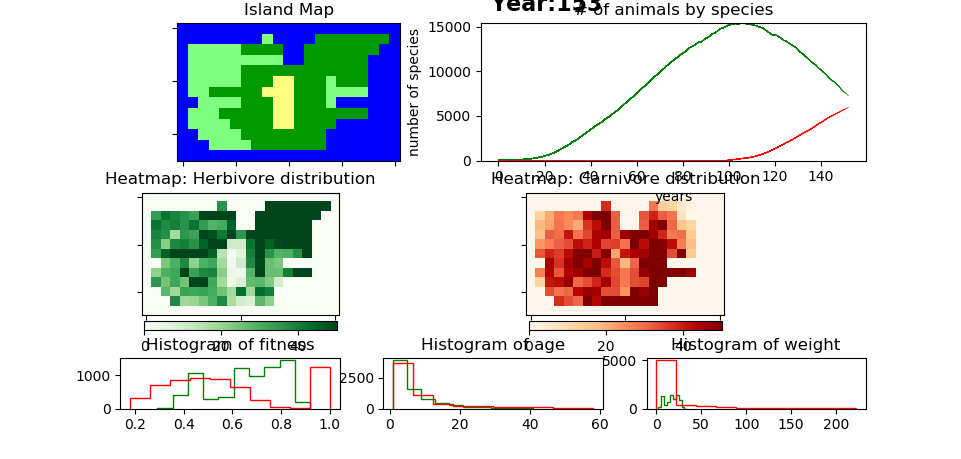 Year:153
Island Map
# of animals by species
number of species
15000
10000
5000
0
0 20 40 60 80 100 120 140
years
Heatmap: Herbivore distribution
Heatmap: Carnivore distribution
0 20 40
0 20 40
Histogram of fitness
Histogram of age
Histogram of weight
1000
0
0.2 0.4 0.6 0.8 1.0
2500
0
0 20 40 60
5000
0
0 50 100 150 200